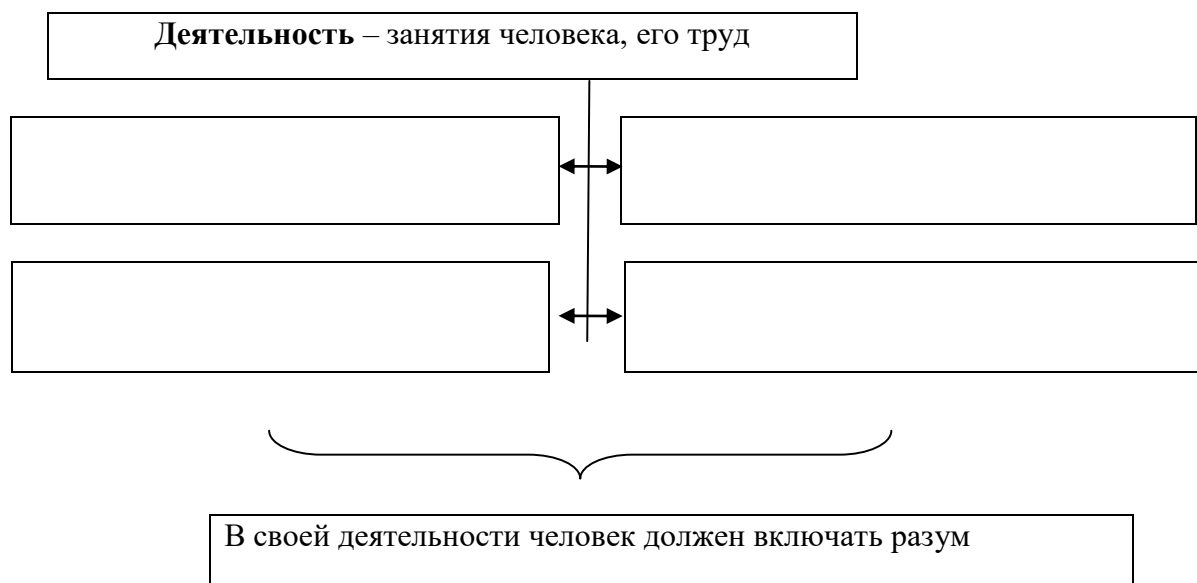 Деятельность – занятия человека, его труд
В своей деятельности человек должен включать разум